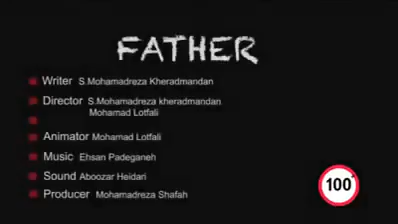 FATHER
Writer S.Mohamadreza Kheradmandan
Director S.Mohamadreza kheradmandan
Mohamad Lotfali
Animator Mohamad Lotfali
Music Ehsan Padeganeh
Sound Aboozar Heidari
Producer Mohamadreza Shafah
100